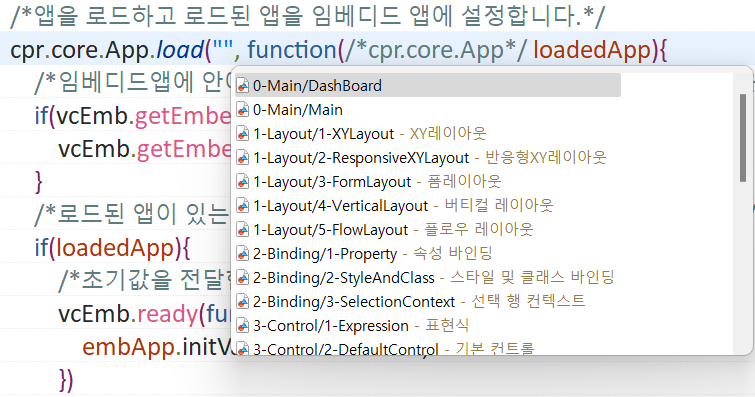 /*앱을 로드하고 로드된 앱을 임베디드 앱에 설정합니다.*/
cpr.core.App.load("", function(/*cpr.core.App*/ loadedApp){
/*임베디드앱에 안
if(vcEmb.getEmbe
vcEmb.getEmbe
}
/*로드된 앱이 있는
if(loadedApp){
/*초기값을 전달
vcEmb.ready(fu
embApp.initV
})
0-Main/DashBoard
0-Main/Main
1-Layout/1-XYLayout - XY레이아웃
1-Layout/2-ResponsiveXYLayout - 반응형XY레이아웃
1-Layout/3-FormLayout - 폼레이아웃
1-Layout/4-VerticalLayout - 버티컬 레이아웃
1-Layout/5-FlowLayout - 플로우 레이아웃
2-Binding/1-Property - 속성 바인딩
2-Binding/2-StyleAndClass - 스타일 및 클래스 바인딩
2-Binding/3-SelectionContext - 선택 행 컨텍스트
3-Control/1-Expression - 표현식
3-Control/2-DefaultControl - 기본 컨트롤